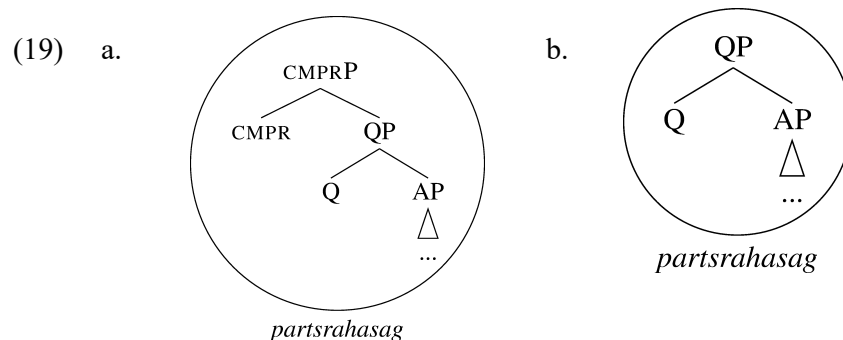 (19) a. b.
CMPRP
CMPR QP
Q AP
...
partsrahasag
QP
Q AP
...
partsrahasag